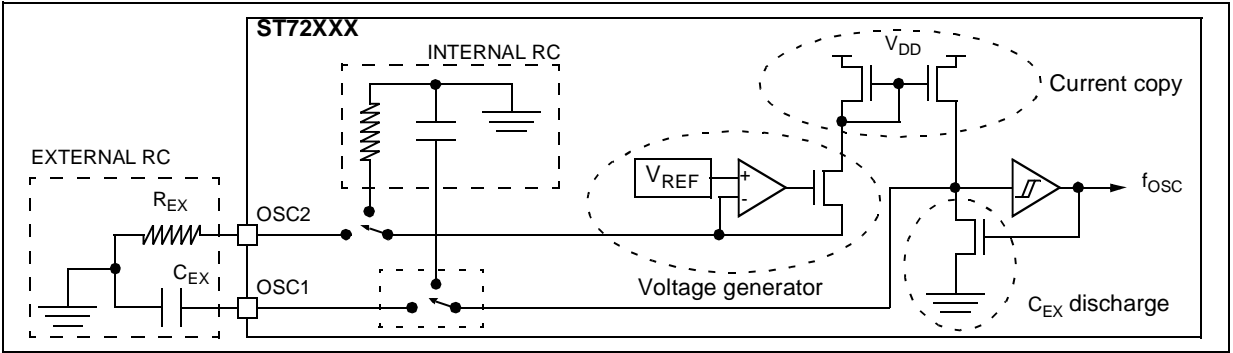 ST72XXX
INTERNAL RC
VDD
Current copy
EXTERNAL RC
VREF
+
-
fOSC
REX
OSC2
CEX
OSC1
Voltage generator
CEX discharge